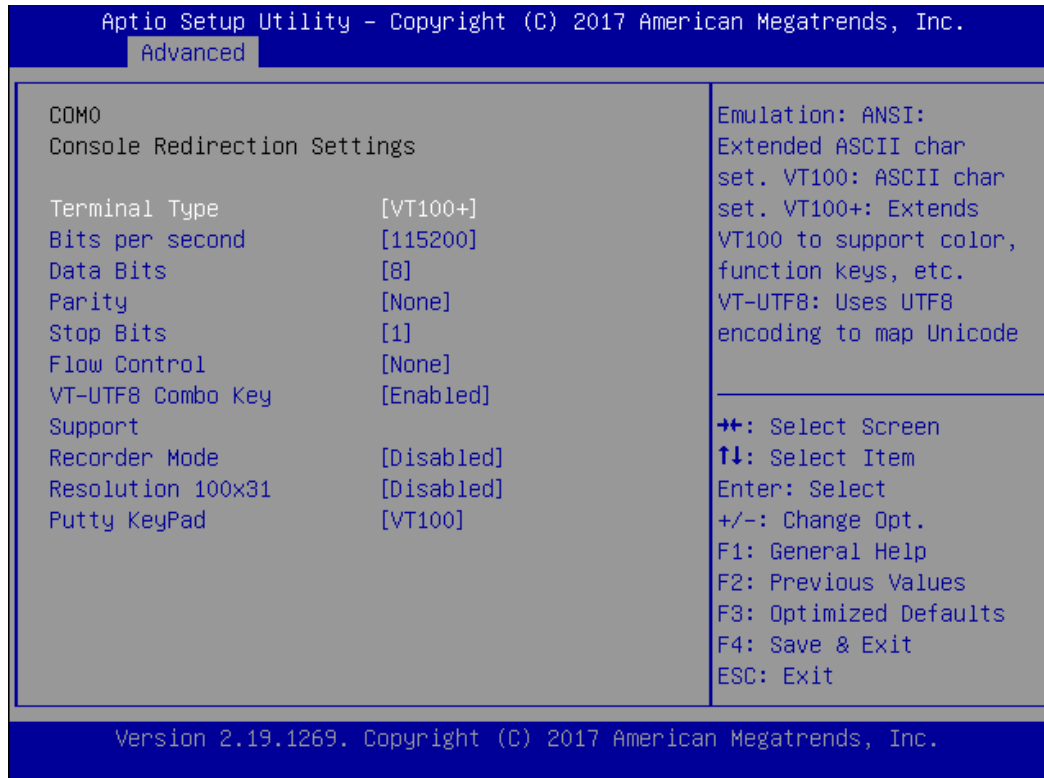 Aptio Setup Utility – Copyright (C) 2017 American Megatrends, Inc.
Advanced
COM0
Console Redirection Settings
Terminal Type [VT100+]
Bits per second [115200]
Data Bits [8]
Parity [None]
Stop Bits [1]
Flow Control [None]
VT-UTF8 Combo Key [Enabled]
Support
Recorder Mode [Disabled]
Resolution 100x31 [Disabled]
Putty KeyPad [VT100]
Emulation: ANSI:
Extended ASCII char
set. VT100: ASCII char
set. VT100+: Extends
VT100 to support color,
function keys, etc.
VT-UTF8: Uses UTF8
encoding to map Unicode
→←: Select Screen
↑↓: Select Item
Enter: Select
+/-: Change Opt.
F1: General Help
F2: Previous Values
F3: Optimized Defaults
F4: Save & Exit
ESC: Exit
Version 2.19.1269. Copyright (C) 2017 American Megatrends, Inc.